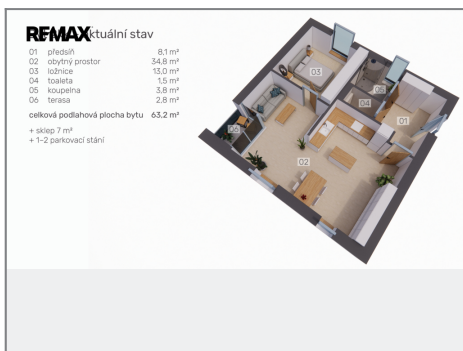 REMAX ktuální stav
01 předsíň 8,1 m²
02 obytný prostor 34,8 m²
03 ložnice 13,0 m²
04 toaleta 1,5 m²
05 koupelna 3,8 m²
06 terasa 2,8 m²
celková podlahová plocha bytu 63,2 m²
+ sklep 7 m²
+ 1-2 parkovací stání
03
05
04
01
06
02